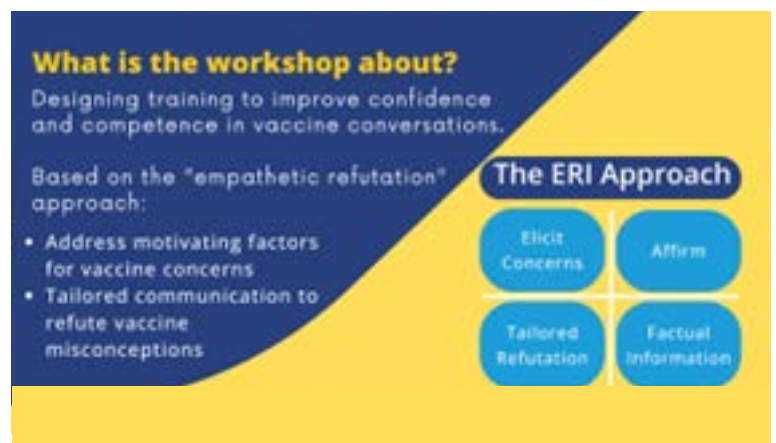 What is the workshop about?
Designing training to improve confidence
and competence in vaccine conversations.
Based on the "empathetic refutation"
approach:
• Address motivating factors
for vaccine concerns
• Tailored communication to
refute vaccine
misconceptions
The ERI Approach
Elicit
Concerns
Affirm
Tailored
Refutation
Factual
Information